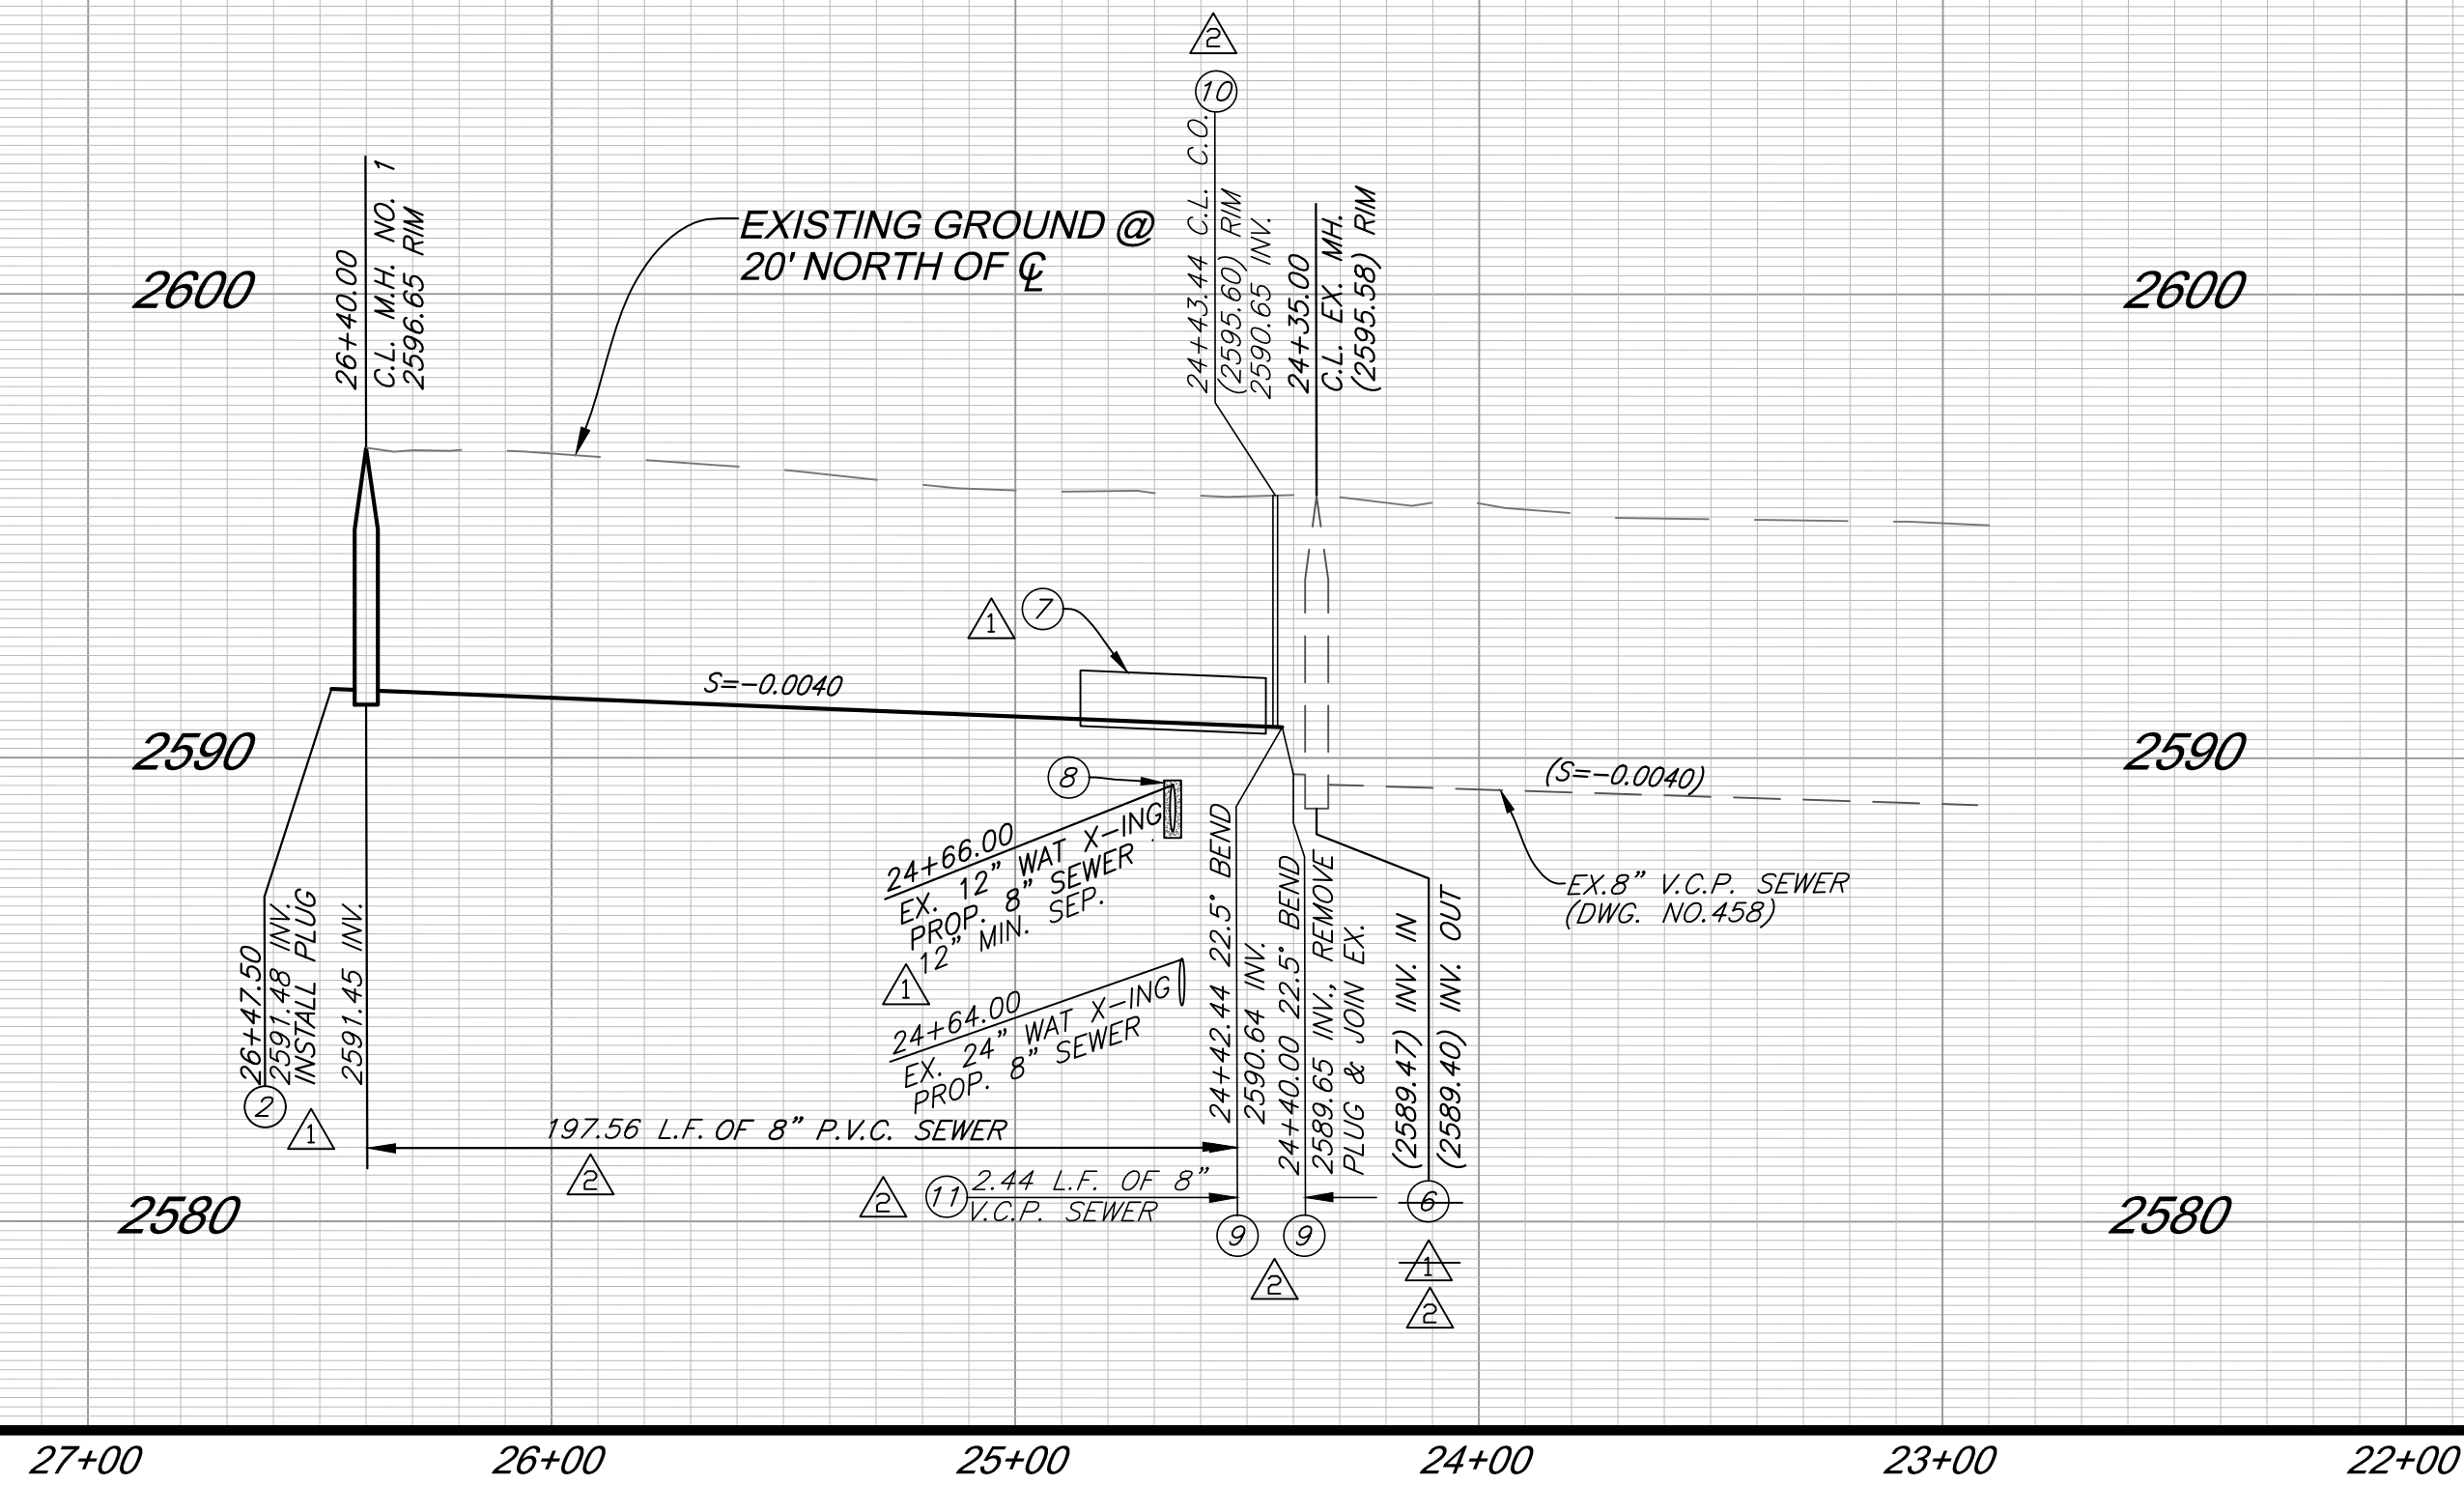 2
10
26+40.00
C.L. M.H. NO. 1
2596.65 RIM
EXISTING GROUND @
20' NORTH OF ℄
24+43.44 C.L. C.O.
(2595.60) RIM
2590.65 INV.
24+35.00
C.L. EX. MH.
(2595.58) RIM
2600
2600
1
7
S=-0.0040
2590
2590
8
(S=-0.0040)
EX.8" V.C.P. SEWER
(DWG. NO.458)
24+66.00
EX. 12" WAT X-ING
PROP. 8" SEWER
12" MIN. SEP.
1
24+64.00
EX. 24" WAT X-ING
PROP. 8" SEWER
26+47.50
2591.48 INV.
INSTALL PLUG
2591.45 INV.
2
1
24+42.44 22.5° BEND
2590.64 INV.
24+40.00 22.5° BEND
2589.65 INV., REMOVE
PLUG & JOIN EX.
(2589.47) INV. IN
(2589.40) INV. OUT
197.56 L.F. OF 8" P.V.C. SEWER
2
2
11
2.44 L.F. OF 8"
V.C.P. SEWER
6
9
9
2
1
2
2580
2580
27+00
26+00
25+00
24+00
23+00
22+00